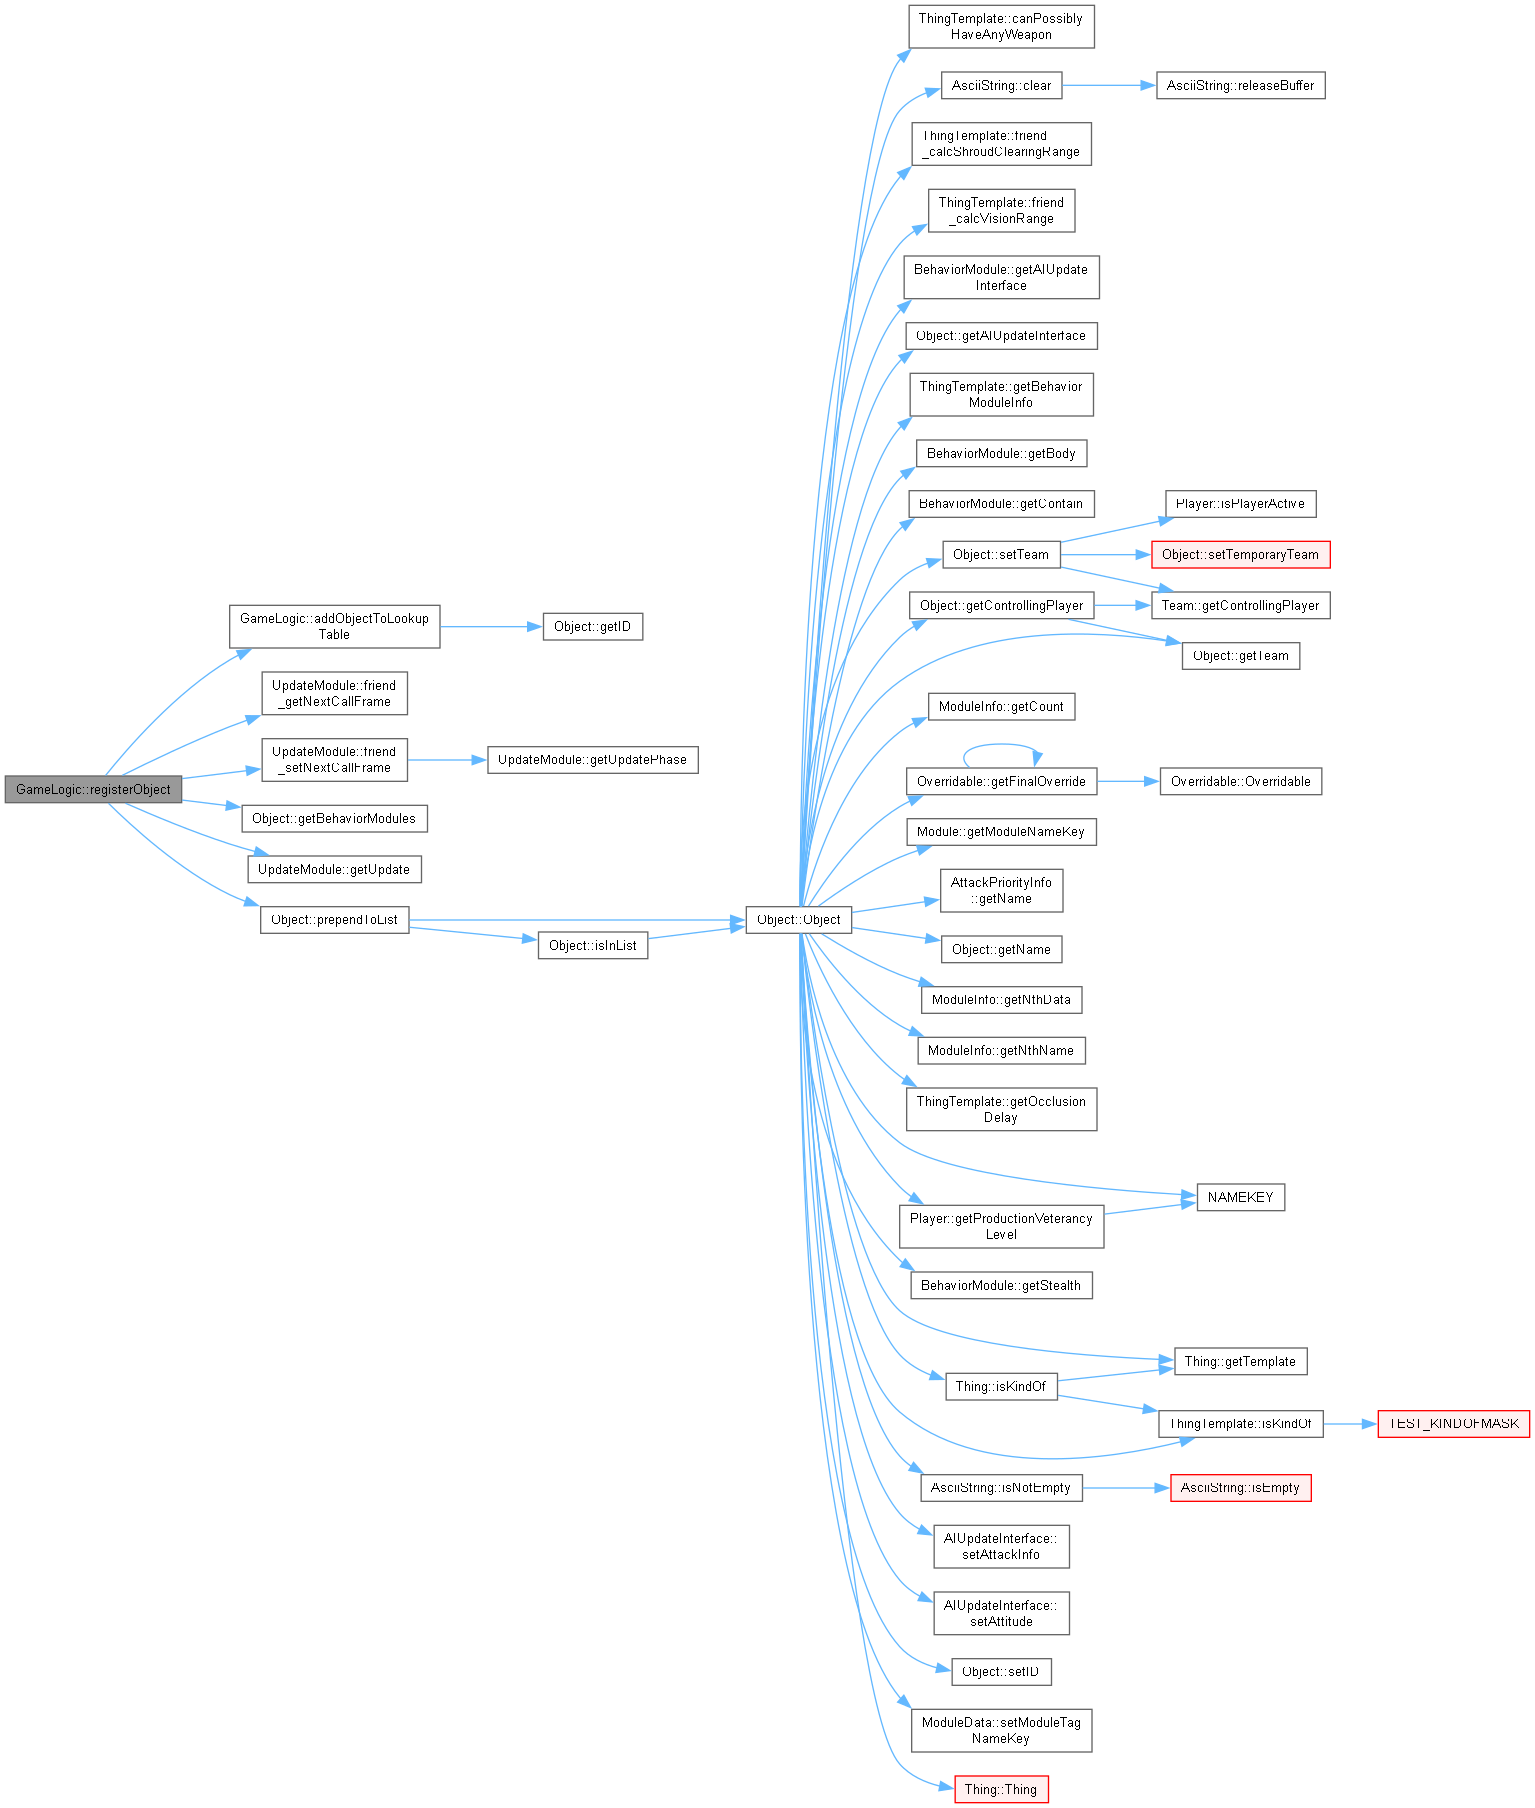 ThingTemplate::canPossibly
HaveAnyWeapon
AsciiString::clear
AsciiString::releaseBuffer
ThingTemplate::friend
_calcShroudClearingRange
ThingTemplate::friend
_calcVisionRange
BehaviorModule::getAIUpdate
Interface
Object::getAIUpdateInterface
ThingTemplate::getBehavior
ModuleInfo
BehaviorModule::getBody
BehaviorModule::getContain
Player::isPlayerActive
Object::setTeam
Object::setTemporaryTeam
Object::getControllingPlayer
Team::getControllingPlayer
GameLogic::addObjectToLookup
Table
Object::getID
Object::getTeam
UpdateModule::friend
_getNextCallFrame
ModuleInfo::getCount
UpdateModule::friend
_setNextCallFrame
UpdateModule::getUpdatePhase
Overridable::getFinalOverride
Overridable::Overridable
GameLogic::registerObject
Object::getBehaviorModules
Module::getModuleNameKey
UpdateModule::getUpdate
AttackPriorityInfo
::getName
Object::prependToList
Object::Object
Object::isInList
Object::getName
ModuleInfo::getNthData
ModuleInfo::getNthName
ThingTemplate::getOcclusion
Delay
NAMEKEY
Player::getProductionVeterancy
Level
BehaviorModule::getStealth
Thing::getTemplate
Thing::isKindOf
ThingTemplate::isKindOf
TEST_KINDOFMASK
AsciiString::isNotEmpty
AsciiString::isEmpty
AIUpdateInterface::
setAttackInfo
AIUpdateInterface::
setAttitude
Object::setID
ModuleData::setModuleTag
NameKey
Thing::Thing